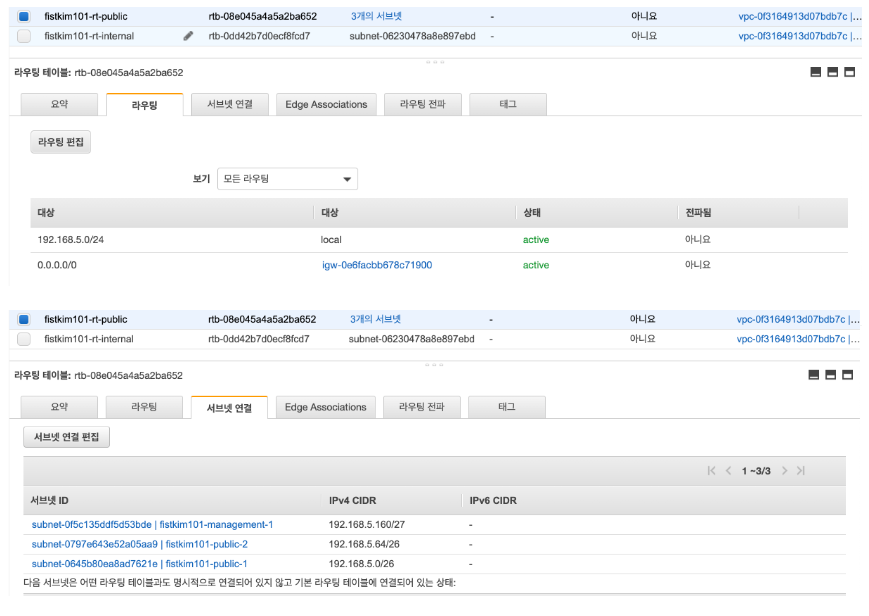 fistkim101-rt-public rtb-08e045a4a5a2ba652 3개의 서브넷 - 아니요 vpc-0f3164913d07bdb7c |...
fistkim101-rt-internal rtb-0dd42b7d0ecf8fcd7 subnet-06230478a8e897ebd - 아니요 vpc-0f3164913d07bdb7c |...
라우팅 테이블: rtb-08e045a4a5a2ba652
요약 라우팅 서브넷 연결 Edge Associations 라우팅 전파 태그
라우팅 편집
보기 모든 라우팅
대상 대상 상태 전파됨
192.168.5.0/24 local active 아니요
0.0.0.0/0 igw-0e6facbb678c71900 active 아니요
fistkim101-rt-public rtb-08e045a4a5a2ba652 3개의 서브넷 - 아니요 vpc-0f3164913d07bdb7c |...
fistkim101-rt-internal rtb-0dd42b7d0ecf8fcd7 subnet-06230478a8e897ebd - 아니요 vpc-0f3164913d07bdb7c |...
라우팅 테이블: rtb-08e045a4a5a2ba652
요약 라우팅 서브넷 연결 Edge Associations 라우팅 전파 태그
서브넷 연결 편집
1 ~3/3
서브넷 ID IPv4 CIDR IPv6 CIDR
subnet-0f5c135ddf5d53bde | fistkim101-management-1 192.168.5.160/27 -
subnet-0797e643e52a05aa9 | fistkim101-public-2 192.168.5.64/26 -
subnet-0645b80ea8ad7621e | fistkim101-public-1 192.168.5.0/26 -
다음 서브넷은 어떤 라우팅 테이블과도 명시적으로 연결되어 있지 않고 기본 라우팅 테이블에 연결되어 있는 상태: